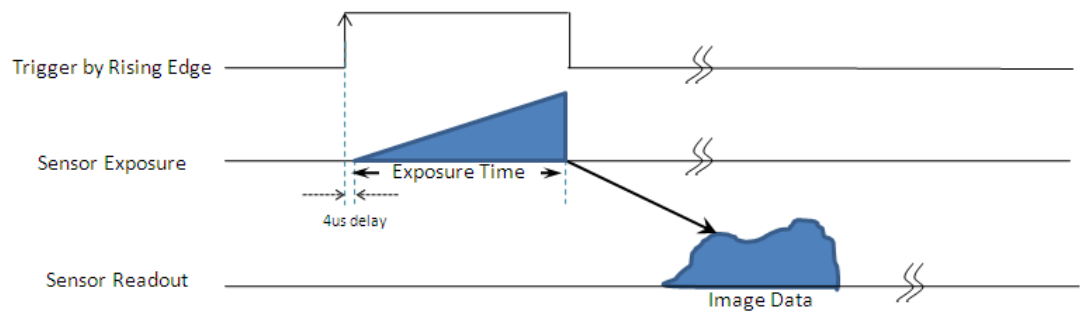 Trigger by Rising Edge
Sensor Exposure
Exposure Time
4us delay
Sensor Readout
Image Data